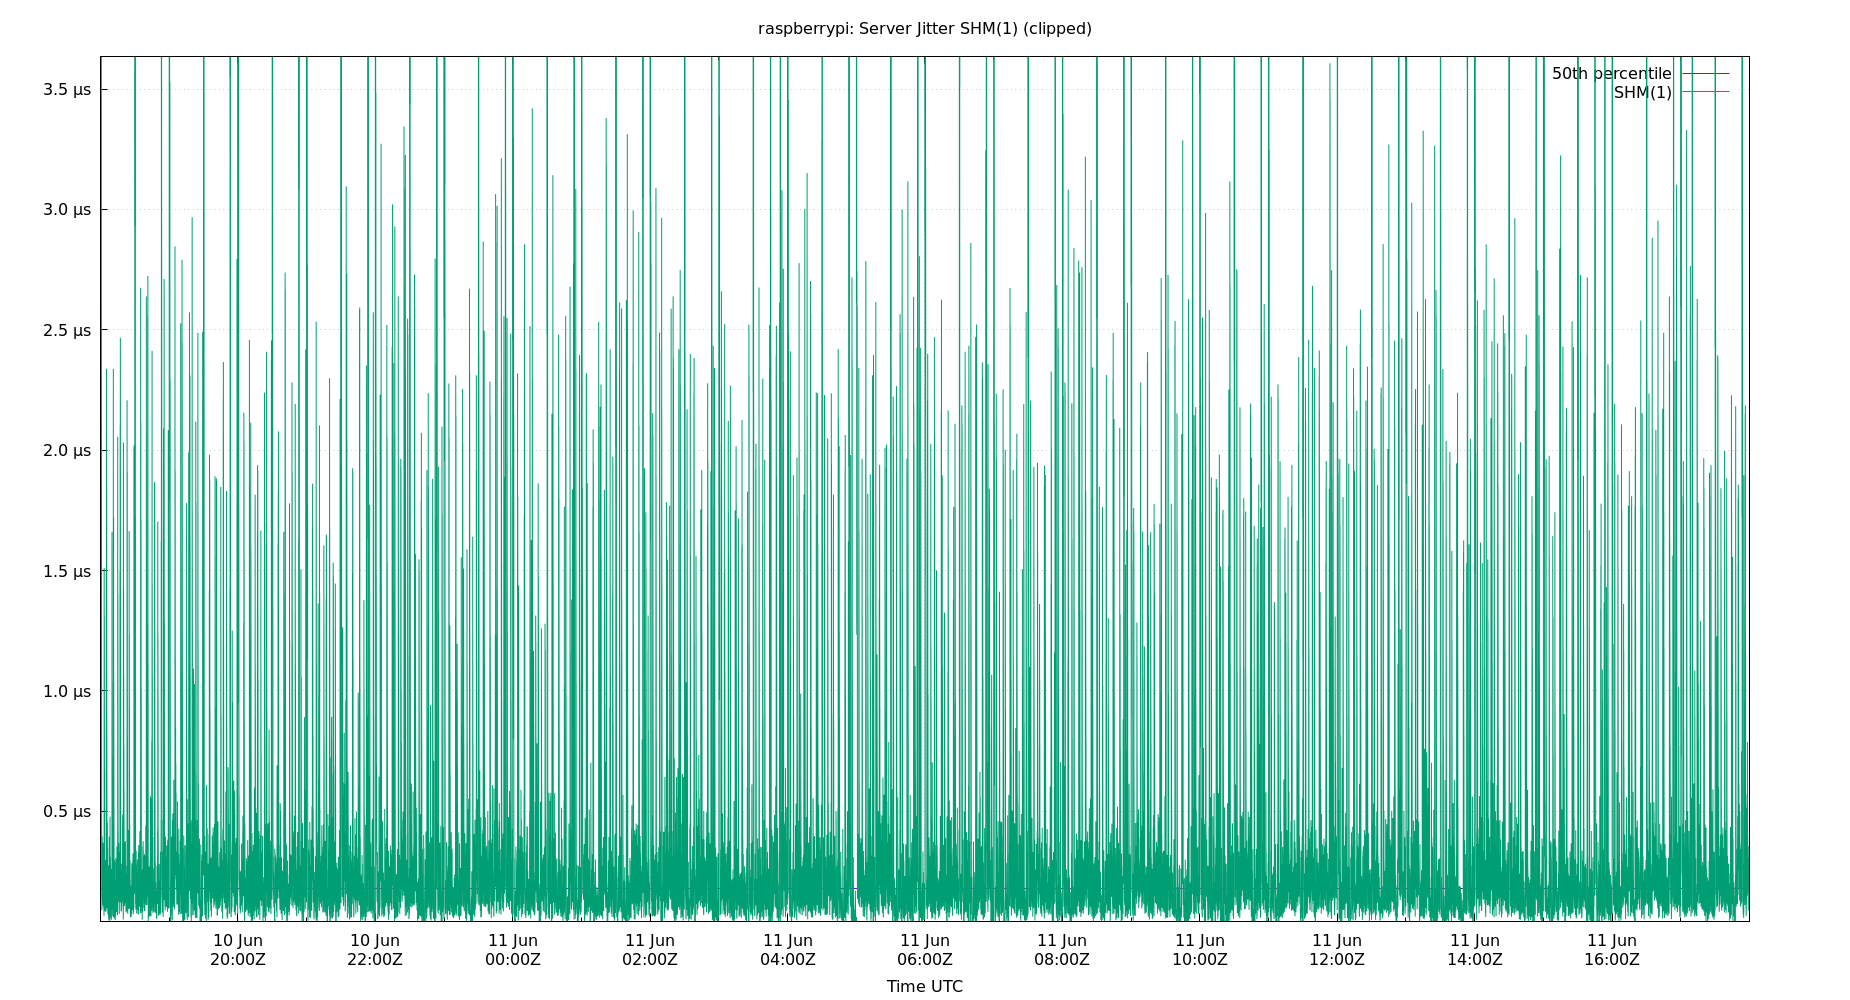 raspberrypi: Server Jitter SHM(1) (clipped)
50th percentile
SHM(1)
3.5 µs
3.0 µs
2.5 µs
2.0 µs
1.5 µs
1.0 µs
0.5 µs
10 Jun 10 Jun 11 Jun 11 Jun 11 Jun 11 Jun 11 Jun 11 Jun 11 Jun 11 Jun 11 Jun
20:00Z 22:00Z 00:00Z 02:00Z 04:00Z 06:00Z 08:00Z 10:00Z 12:00Z 14:00Z 16:00Z
Time UTC